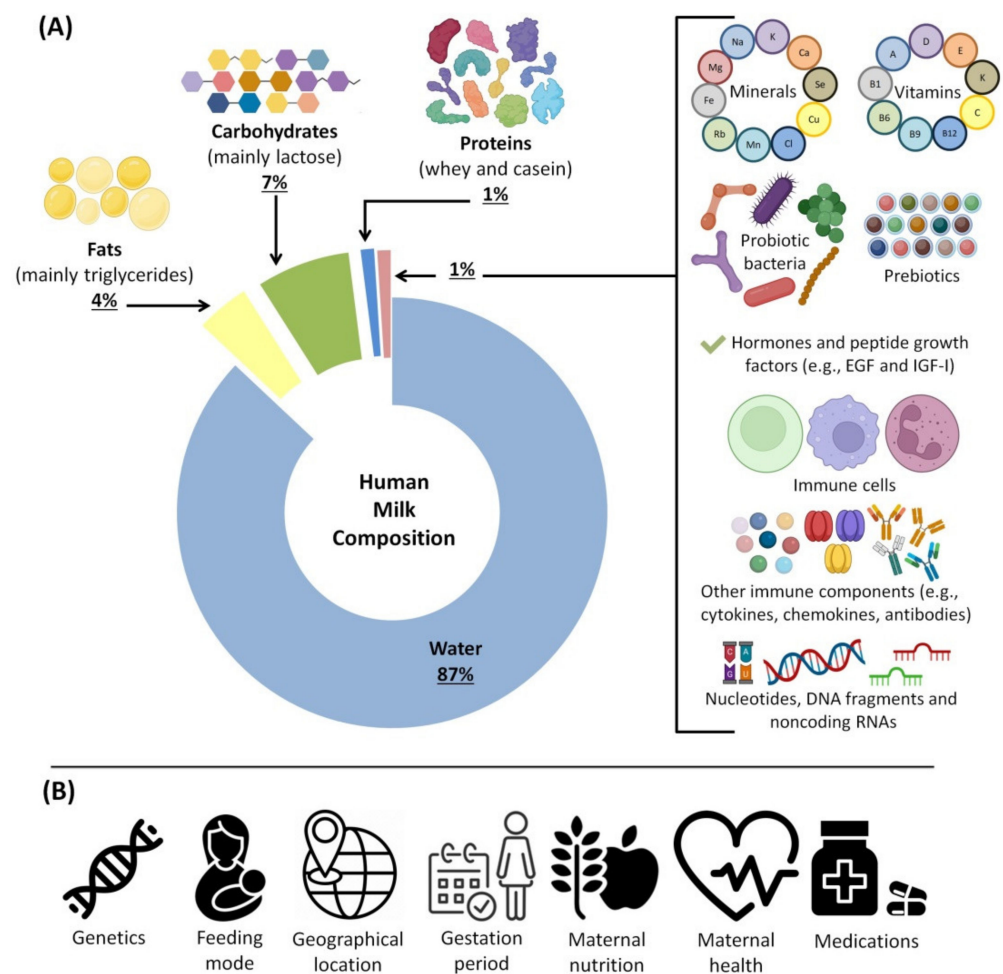 (A)
Carbohydrates
(mainly lactose)
7%
Proteins
(whey and casein)
1%
Fats
(mainly triglycerides)
4%
1%
Human
Milk
Composition
Water
87%
Na
K
Ca
Mg
Se
Fe
Cu
Rb
Mn
Cl
Minerals
A
D
E
B1
K
B6
C
B9
B12
Vitamins
Probiotic
bacteria
Prebiotics
Hormones and peptide growth
factors (e.g., EGF and IGF-I)
Immune cells
Other immune components (e.g.,
cytokines, chemokines, antibodies)
C
A
G
U
Nucleotides, DNA fragments and
noncoding RNAs
(B)
Genetics
Feeding
mode
Geographical
location
Gestation
period
Maternal
nutrition
Maternal
health
Medications